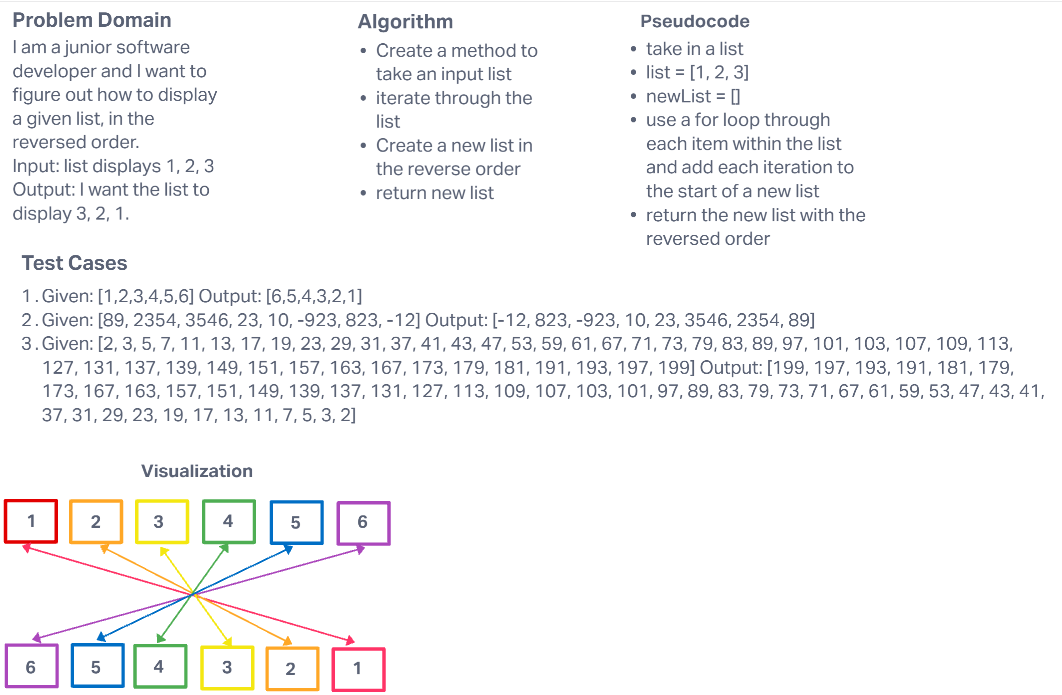 Problem Domain
I am a junior software
developer and I want to
figure out how to display
a given list, in the
reversed order.
Input: list displays 1, 2, 3
Output: I want the list to
display 3, 2, 1.
Algorithm
• Create a method to
take an input list
• iterate through the
list
• Create a new list in
the reverse order
• return new list
Pseudocode
• take in a list
• list = [1, 2, 3]
• newList = []
• use a for loop through
each item within the list
and add each iteration to
the start of a new list
• return the new list with the
reversed order
Test Cases
1. Given: [1,2,3,4,5,6] Output: [6,5,4,3,2,1]
2. Given: [89, 2354, 3546, 23, 10, -923, 823, -12] Output: [-12, 823, -923, 10, 23, 3546, 2354, 89]
3. Given: [2, 3, 5, 7, 11, 13, 17, 19, 23, 29, 31, 37, 41, 43, 47, 53, 59, 61, 67, 71, 73, 79, 83, 89, 97, 101, 103, 107, 109, 113,
127, 131, 137, 139, 149, 151, 157, 163, 167, 173, 179, 181, 191, 193, 197, 199] Output: [199, 197, 193, 191, 181, 179,
173, 167, 163, 157, 151, 149, 139, 137, 131, 127, 113, 109, 107, 103, 101, 97, 89, 83, 79, 73, 71, 67, 61, 59, 53, 47, 43, 41,
37, 31, 29, 23, 19, 17, 13, 11, 7, 5, 3, 2]
Visualization
1 2 3 4 5 6
6 5 4 3 2 1